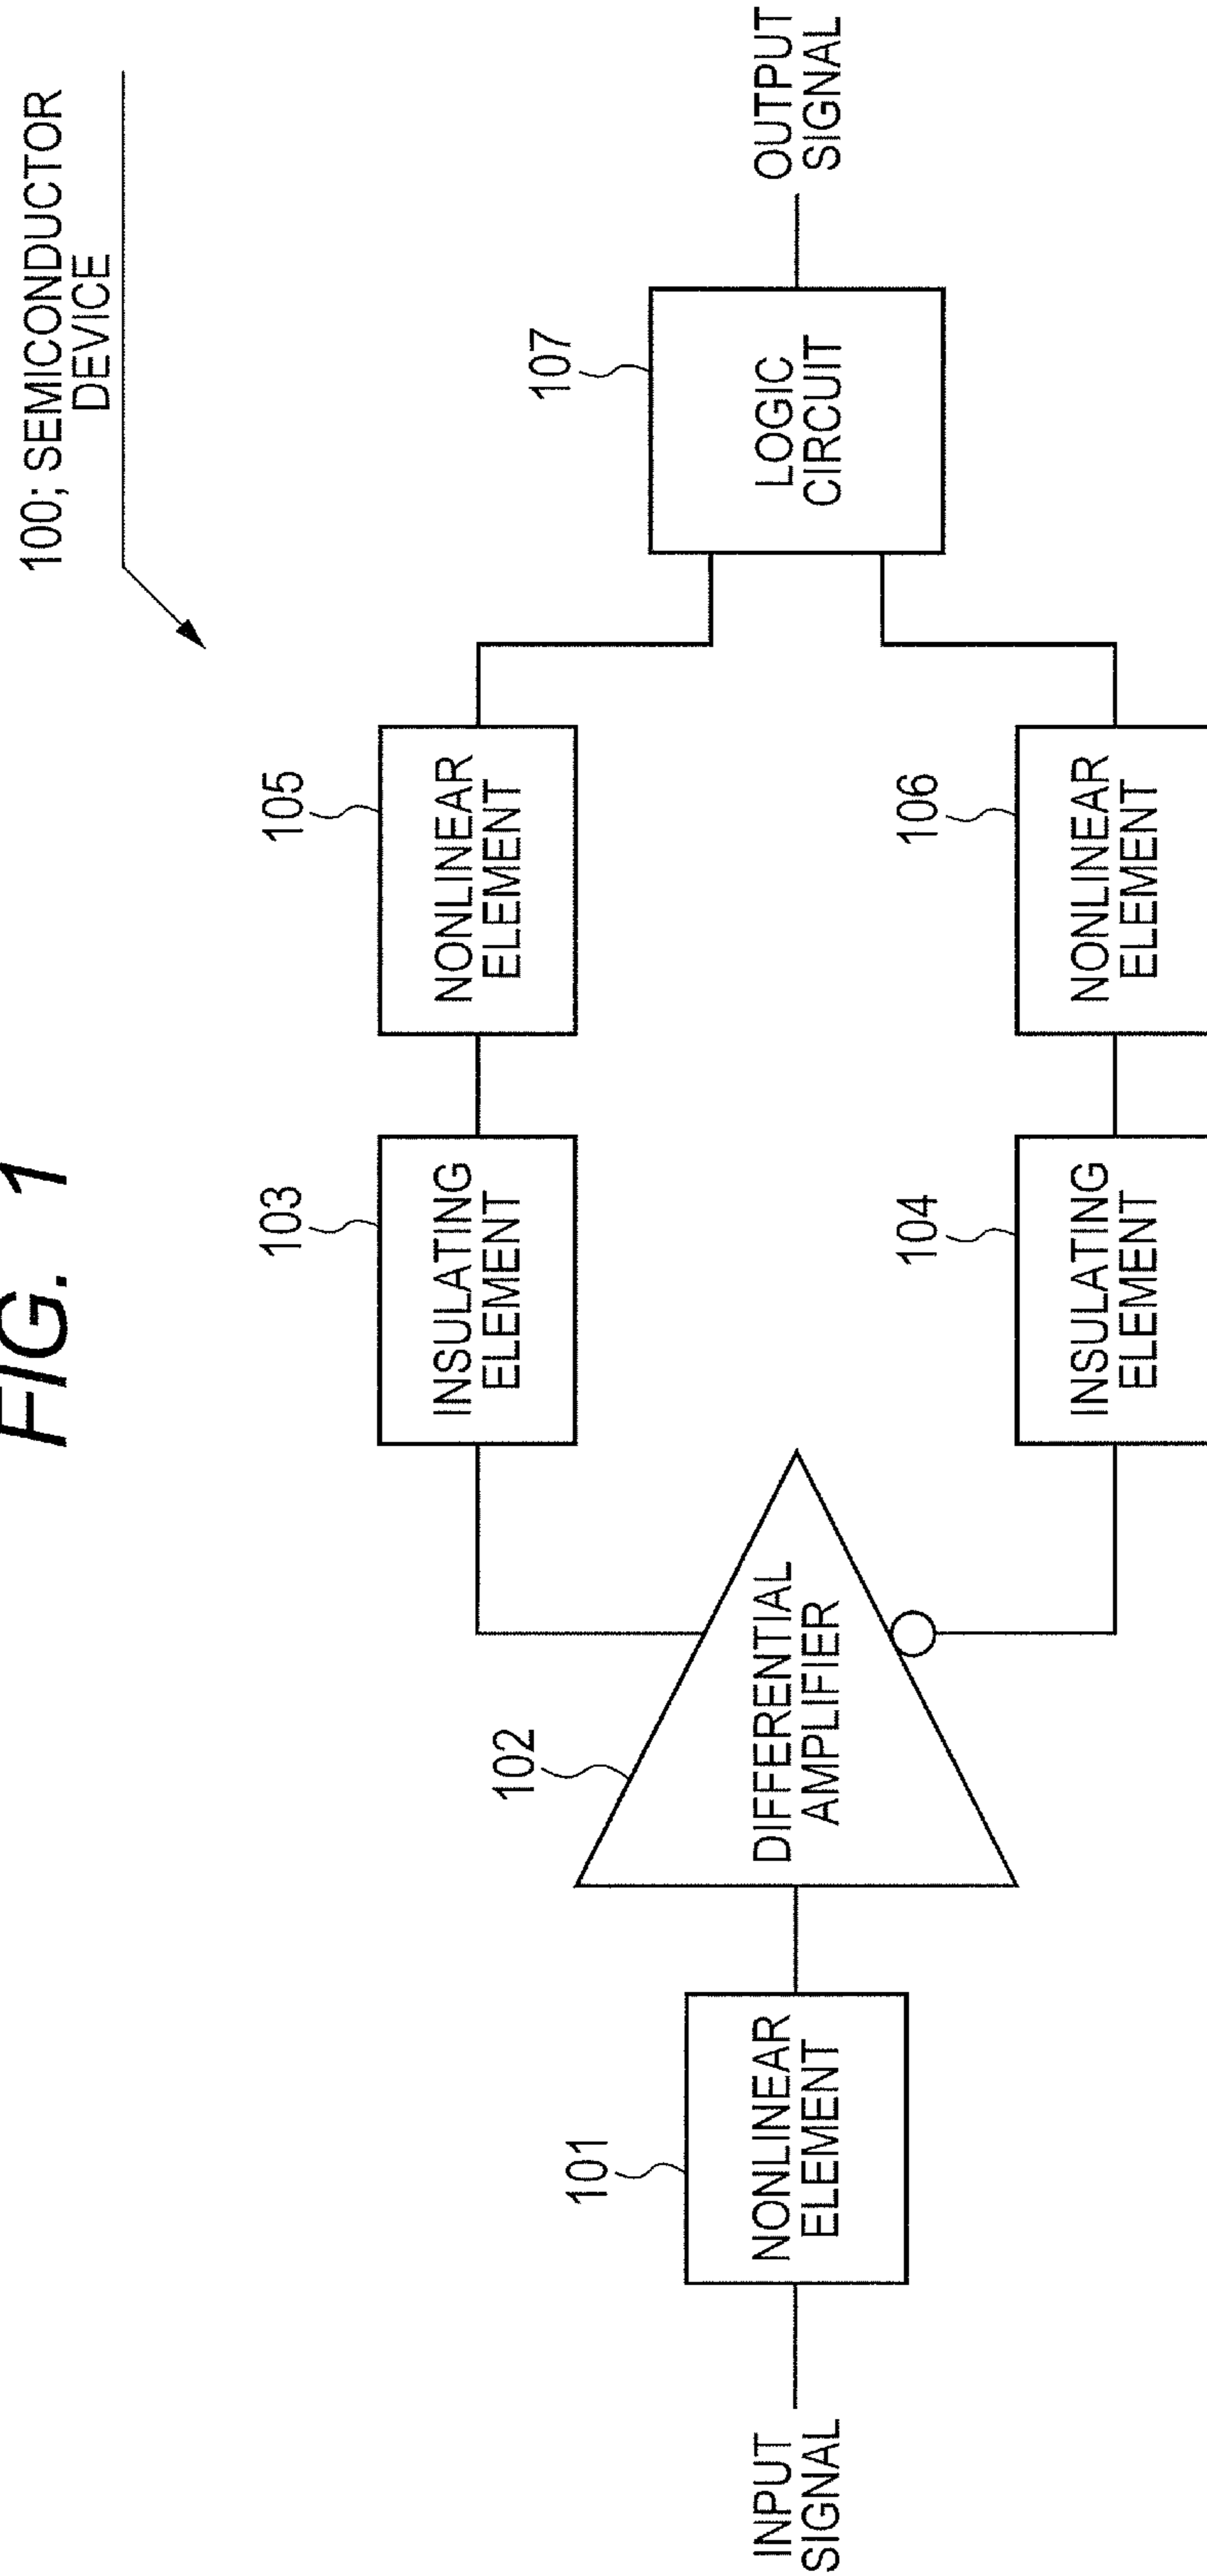 FIG. 1
100; SEMICONDUCTOR
DEVICE
103
INSULATING
ELEMENT
105
NONLINEAR
ELEMENT
INPUT
SIGNAL
101
NONLINEAR
ELEMENT
102
DIFFERENTIAL
AMPLIFIER
107
LOGIC
CIRCUIT
OUTPUT
SIGNAL
104
INSULATING
ELEMENT
106
NONLINEAR
ELEMENT